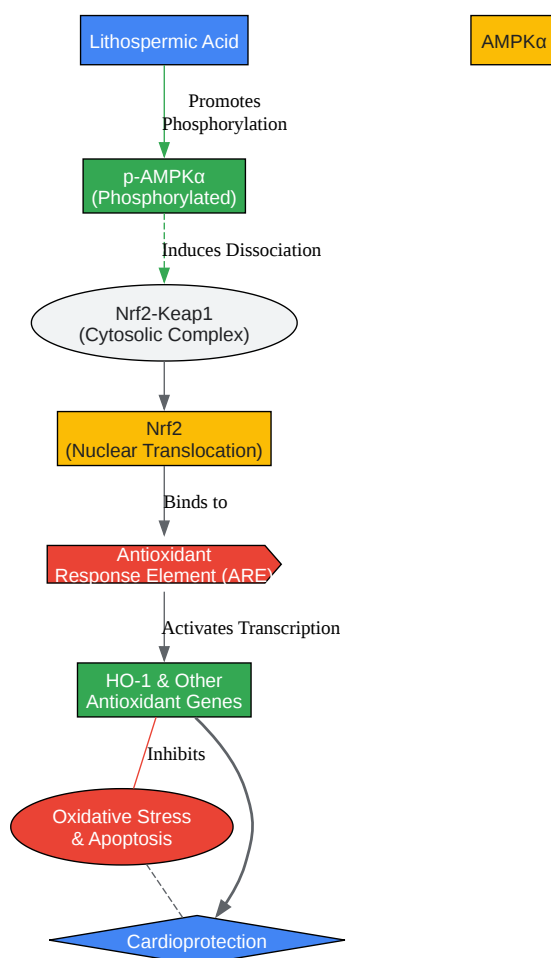 Lithospermic Acid
AMPKα
Promotes
Phosphorylation
p-AMPKα
(Phosphorylated)
Induces Dissociation
Nrf2-Keap1
(Cytosolic Complex)
Nrf2
(Nuclear Translocation)
Binds to
Antioxidant
Response Element (ARE)
Activates Transcription
HO-1 & Other
Antioxidant Genes
Inhibits
Oxidative Stress
& Apoptosis
Cardioprotection